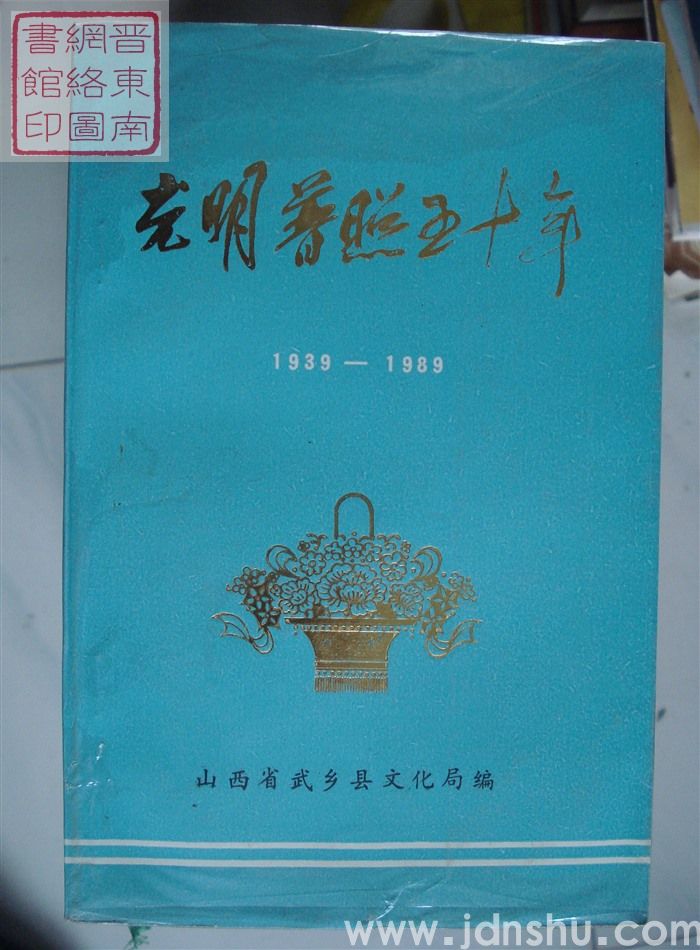 晋東南
網絡圖
書館印
光明普照五十年
1939 — 1989
山西省武乡县文化局编
www.jdnshu.com